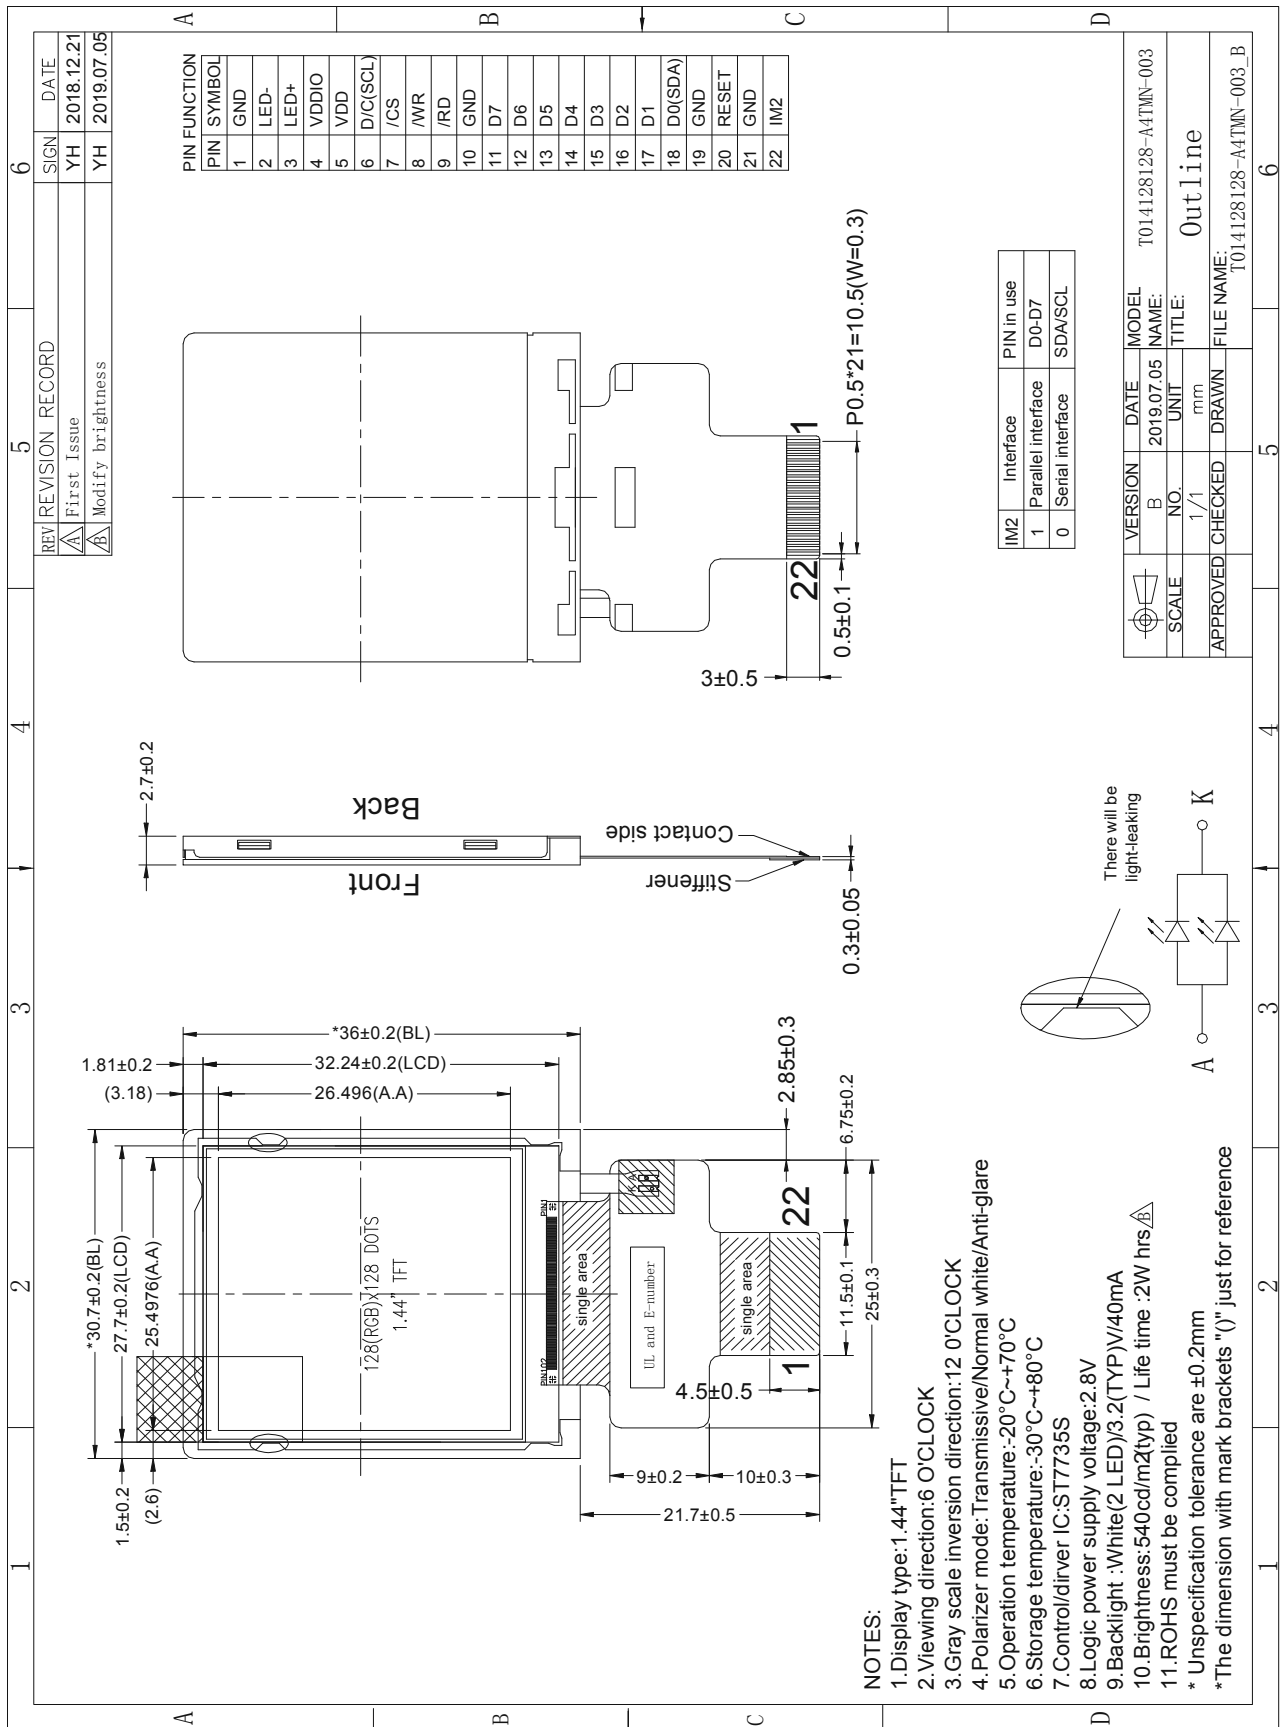 1
2
3
4
5
6
A
B
C
D
REV REVISION RECORD SIGN DATE
A First Issue YH 2018.12.21
B Modify brightness YH 2019.07.05
1.5±0.2
(2.6)
*30.7±0.2(BL)
27.7±0.2(LCD)
25.4976(A.A)
1.81±0.2
(3.18)
*36±0.2(BL)
32.24±0.2(LCD)
26.496(A.A)
128(RGB)x128 DOTS
1.44" TFT
PIN102
PIN1
single area
UL and E-number
K A
single area
1
22
4.5±0.5
9±0.2
10±0.3
21.7±0.5
11.5±0.1
25±0.3
6.75±0.2
2.85±0.3
2.7±0.2
Front
Back
Stiffener
Contact side
0.3±0.05
3±0.5
22
1
0.5±0.1
P0.5*21=10.5(W=0.3)
PIN FUNCTION
PIN SYMBOL
1 GND
2 LED-
3 LED+
4 VDDIO
5 VDD
6 D/C(SCL)
7 /CS
8 /WR
9 /RD
10 GND
11 D7
12 D6
13 D5
14 D4
15 D3
16 D2
17 D1
18 D0(SDA)
19 GND
20 RESET
21 GND
22 IM2
NOTES:
1.Display type:1.44"TFT
2.Viewing direction:6 O'CLOCK
3.Gray scale inversion direction:12 0'CLOCK
4.Polarizer mode:Transmissive/Normal white/Anti-glare
5.Operation temperature:-20°C~+70°C
6.Storage temperature:-30°C~+80°C
7.Control/dirver IC:ST7735S
8.Logic power supply voltage:2.8V
9.Backlight :White(2 LED)/3.2(TYP)V/40mA
10.Brightness:540cd/m2(typ) / Life time :2W hrs B
11.ROHS must be complied
* Unspecification tolerance are ±0.2mm
*The dimension with mark brackets "()" just for reference
There will be
light-leaking
A
K
IM2 Interface PIN in use
1 Parallel interface D0-D7
0 Serial interface SDA/SCL
VERSION DATE MODEL NAME:
B 2019.07.05 T014128128-A4TMN-003
SCALE NO. UNIT TITLE:
1/1 mm Outline
APPROVED CHECKED DRAWN FILE NAME:
T014128128-A4TMN-003_B
1
2
3
4
5
6
A
B
C
D